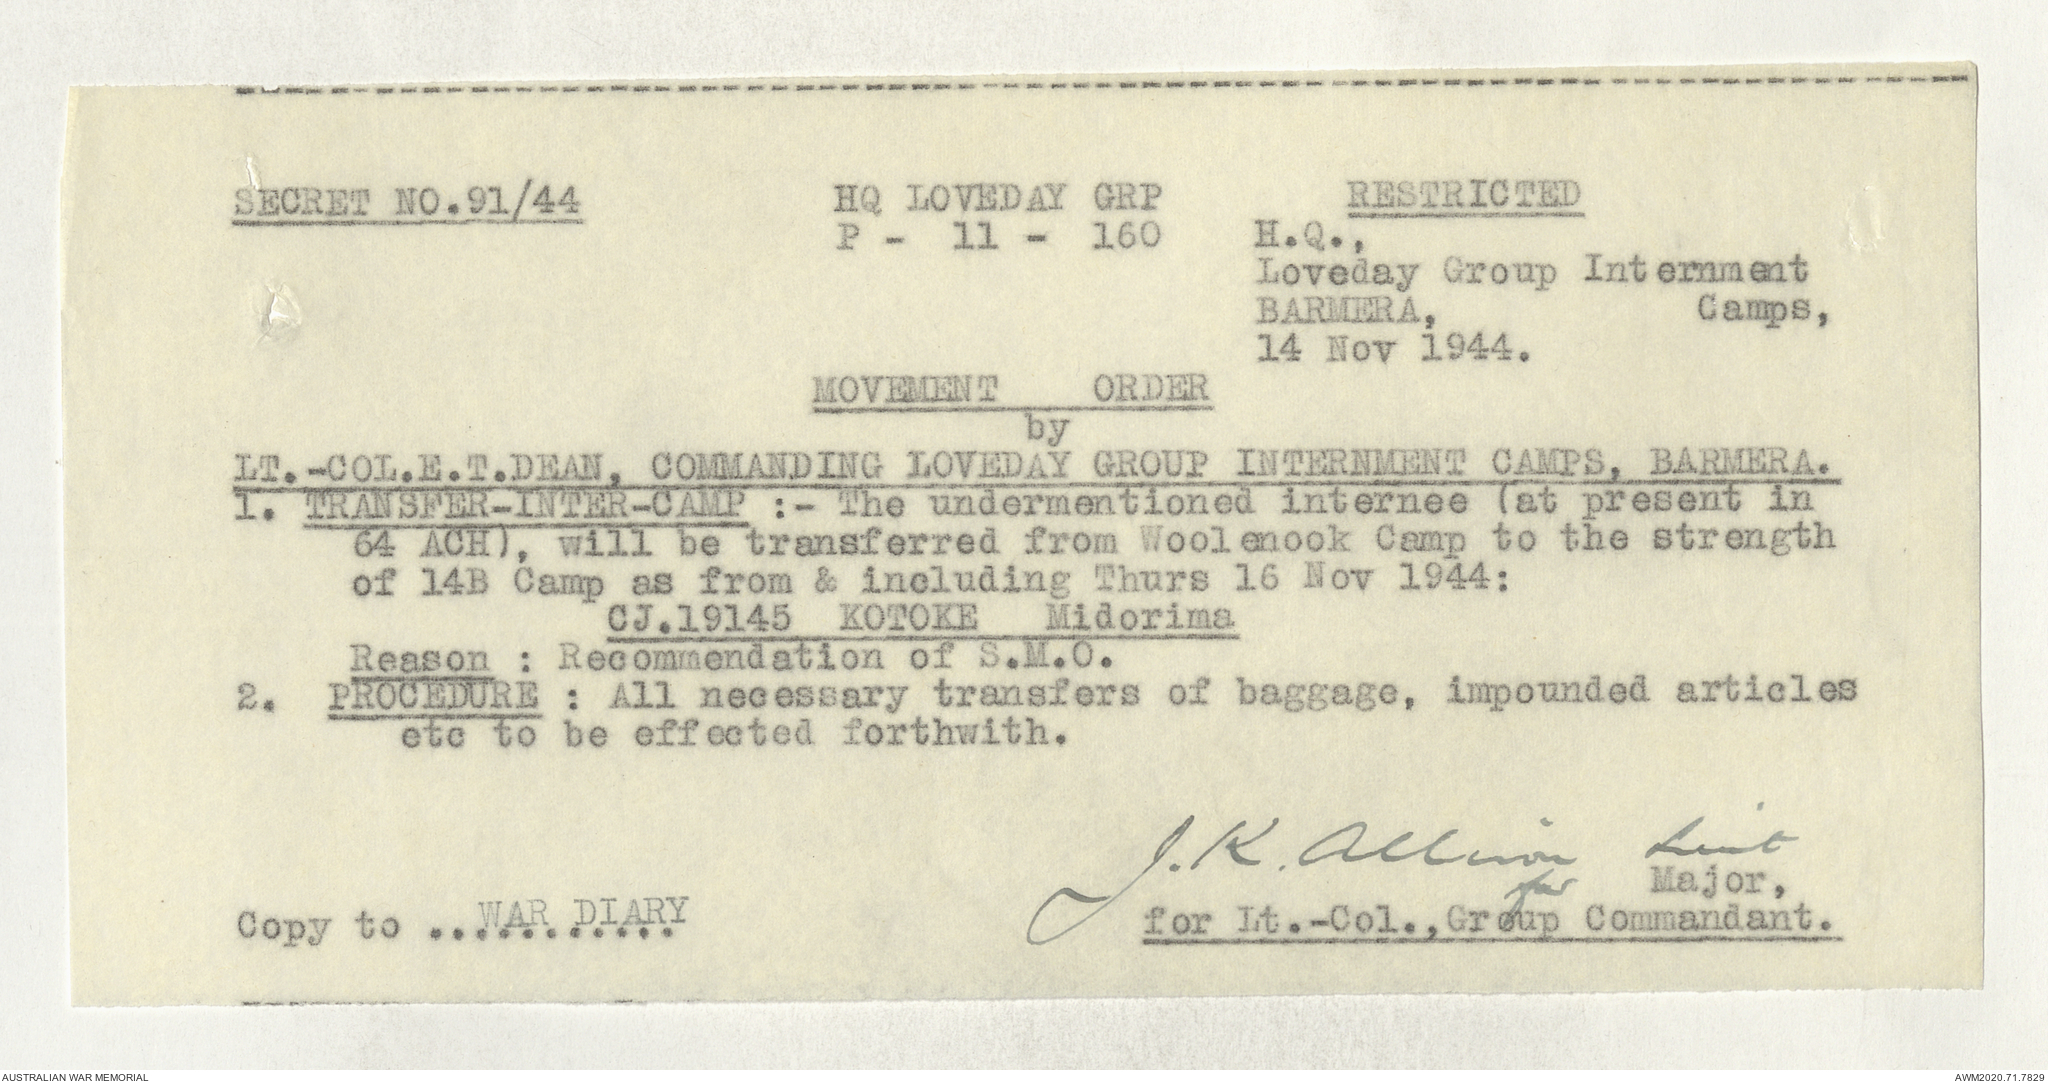 SECRET NO.91/44
HQ LOVEDAY GRP
P - 11 - 160
RESTRICTED
H.Q.,
Loveday Group Internment
BARMERA, Camps,
14 Nov 1944.
MOVEMENT ORDER
by
LT.-COL.E.T.DEAN, COMMANDING LOVEDAY GROUP INTERNMENT CAMPS, BARMERA.
1. TRANSFER-INTER-CAMP :- The undermentioned internee (at present in
64 ACH), will be transferred from Woolenook Camp to the strength
of 14B Camp as from & including Thurs 16 Nov 1944:
CJ.19145 KOTOKE Midorima
Reason : Recommendation of S.M.O.
2. PROCEDURE : All necessary transfers of baggage, impounded articles
etc to be effected forthwith.
J.K. Allison Lieut
for Major,
for Lt.-Col.,Group Commandant.
Copy to ...WAR DIARY
AUSTRALIAN WAR MEMORIAL
AWM2020.71.7829